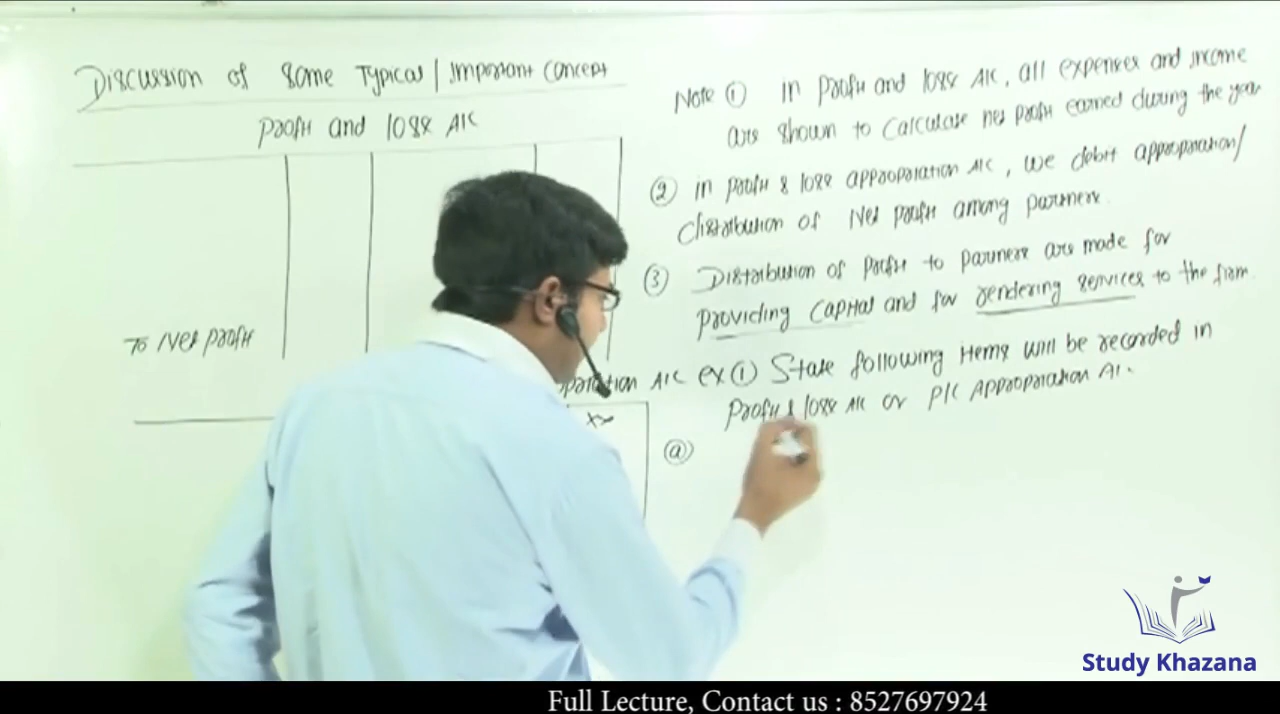 Discussion of some Typical / Important Concept
Profit and loss A/C
To Net profit
opriation A/C
Note ① In profit and loss A/C, all expenses and income
are shown to calculate net profit earned during the year
② In profit & loss appropriation A/C, we debit appropriation/
distribution of Net profit among partners.
③ Distribution of profit to partners are made for
providing capital and for rendering services to the firm.
ex ① State following items will be recorded in
Profit & loss A/C or P/L Appropriation A/C.
ⓐ
Study Khazana
Full Lecture, Contact us : 8527697924